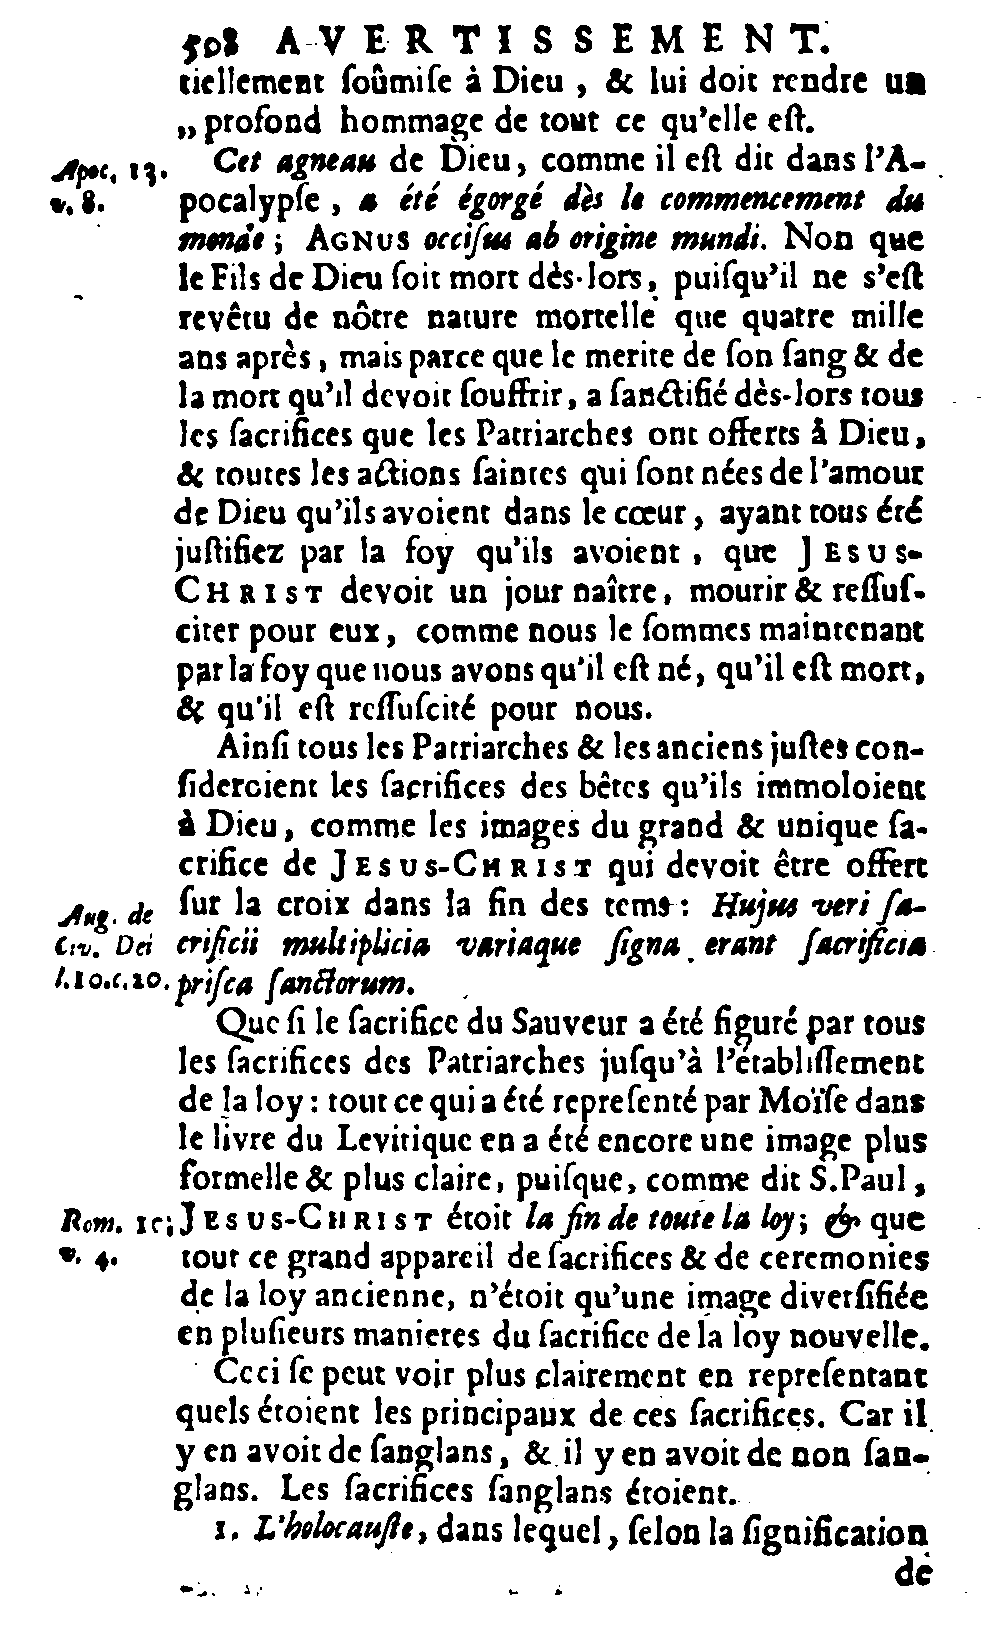 508 AVERTISSEMENT.
tiellement ſoûmiſe à Dieu, & lui doit rendre un
„ profond hommage de tout ce qu'elle eſt.
Cet agneau de Dieu, comme il eſt dit dans l'A-
Apoc. 13.
v. 8.
pocalypſe, a été égorgé dès le commencement du
monde; AGNUS occiſus ab origine mundi. Non que
le Fils de Dieu ſoit mort dès-lors, puiſqu'il ne s'eſt
revêtu de nôtre nature mortelle que quatre mille
ans après, mais parce que le merite de ſon ſang & de
la mort qu'il devoit ſouffrir, a ſanctifié dès-lors tous
les ſacrifices que les Patriarches ont offerts à Dieu,
& toutes les actions ſaintes qui ſont nées de l'amour
de Dieu qu'ils avoient dans le cœur, ayant tous été
juſtifiez par la foy qu'ils avoient, que JESUS-
CHRIST devoit un jour naître, mourir & reſſuſ-
citer pour eux, comme nous le ſommes maintenant
par la foy que nous avons qu'il eſt né, qu'il eſt mort,
& qu'il eſt reſſuſcité pour nous.
Ainſi tous les Patriarches & les anciens juſtes con-
ſideroient les ſacrifices des bêtes qu'ils immoloient
à Dieu, comme les images du grand & unique ſa-
crifice de JESUS-CHRIST qui devoit être offert
ſur la croix dans la fin des tems: Hujus veri ſa-
Aug. de
Civ. Dei
l.10.c.20.
crificii multiplicia variaque ſigna erant ſacrificia
priſca ſanctorum.
Que ſi le ſacrifice du Sauveur a été figuré par tous
les ſacrifices des Patriarches juſqu'à l'établiſſement
de la loy: tout ce qui a été repreſenté par Moïſe dans
le livre du Levitique en a été encore une image plus
formelle & plus claire, puiſque, comme dit S. Paul,
Rom. 10.
v. 4.
JESUS-CHRIST étoit la fin de toute la loy; & que
tout ce grand appareil de ſacrifices & de ceremonies
de la loy ancienne, n'étoit qu'une image diverſifiée
en pluſieurs manieres du ſacrifice de la loy nouvelle.
Ceci ſe peut voir plus clairement en repreſentant
quels étoient les principaux de ces ſacrifices. Car il
y en avoit de ſanglans, & il y en avoit de non ſan-
glans. Les ſacrifices ſanglans étoient.
1. L'holocauſte, dans lequel, ſelon la ſignification
de